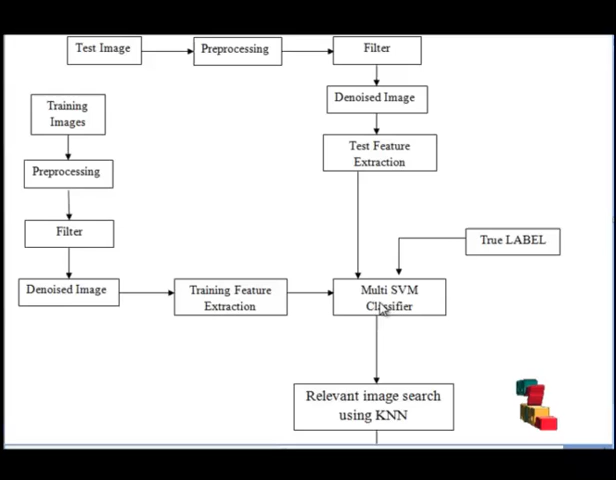 Test Image
Preprocessing
Filter
Denoised Image
Test Feature
Extraction
Training
Images
Preprocessing
Filter
Denoised Image
Training Feature
Extraction
True LABEL
Multi SVM
Classifier
Relevant image search
using KNN